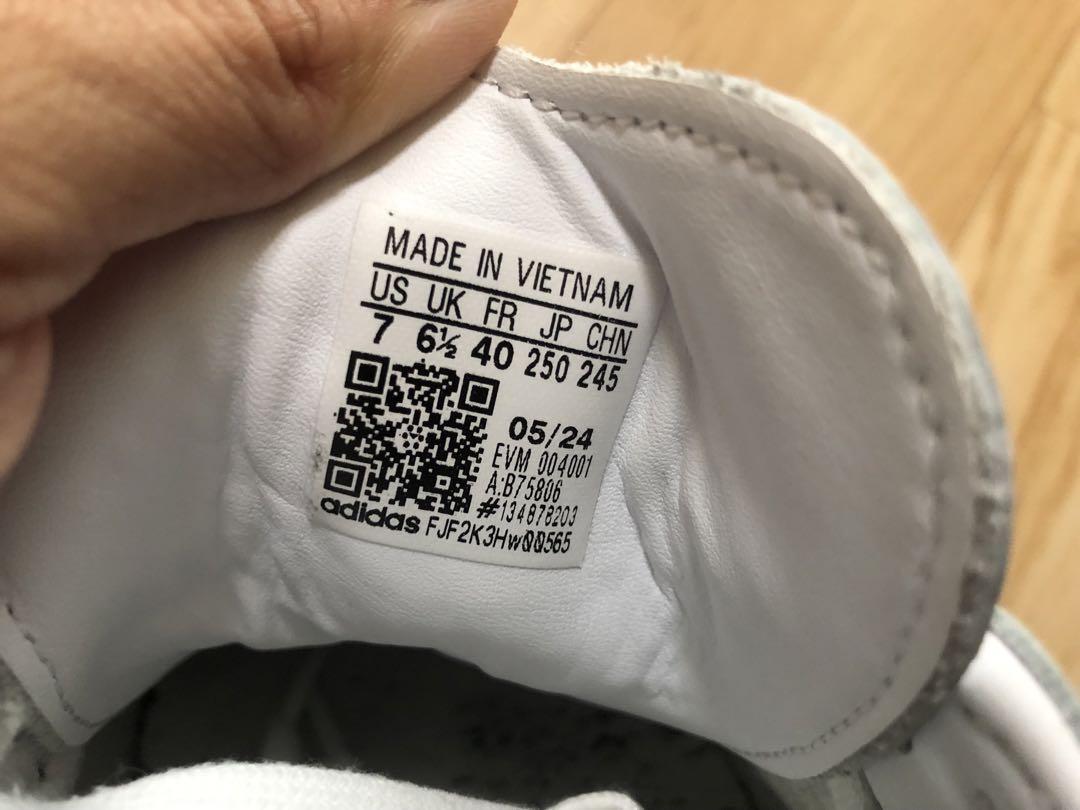 MADE IN VIETNAM
US UK FR JP CHN
7 6½ 40 250 245
05/24
EVM 004001
A:B75806
#134878203
adidas FJF2K3HwQQ565